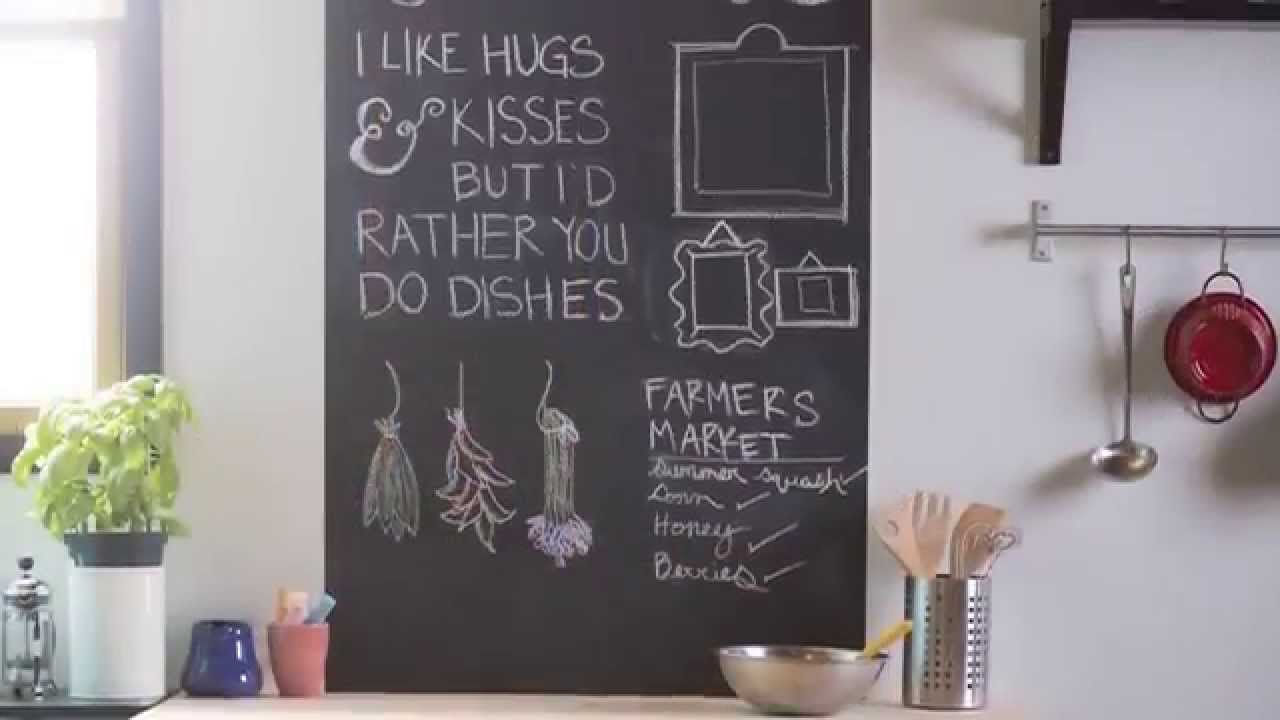 I LIKE HUGS
& KISSES
BUT I'D
RATHER YOU
DO DISHES
FARMERS
MARKET
Summer squash
Corn
Honey
Berries